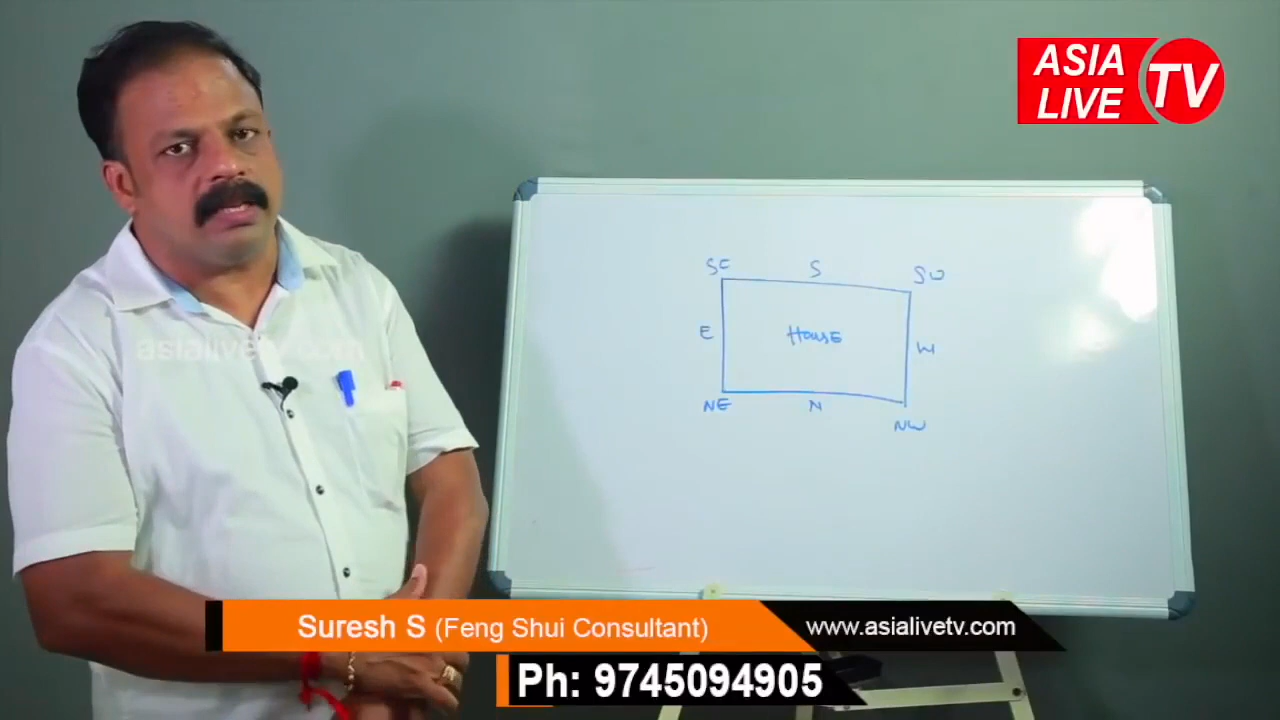 ASIA
LIVE
TV
SE S SW
E House W
NE N NW
asialivetv.com
Suresh S (Feng Shui Consultant)
www.asialivetv.com
Ph: 9745094905